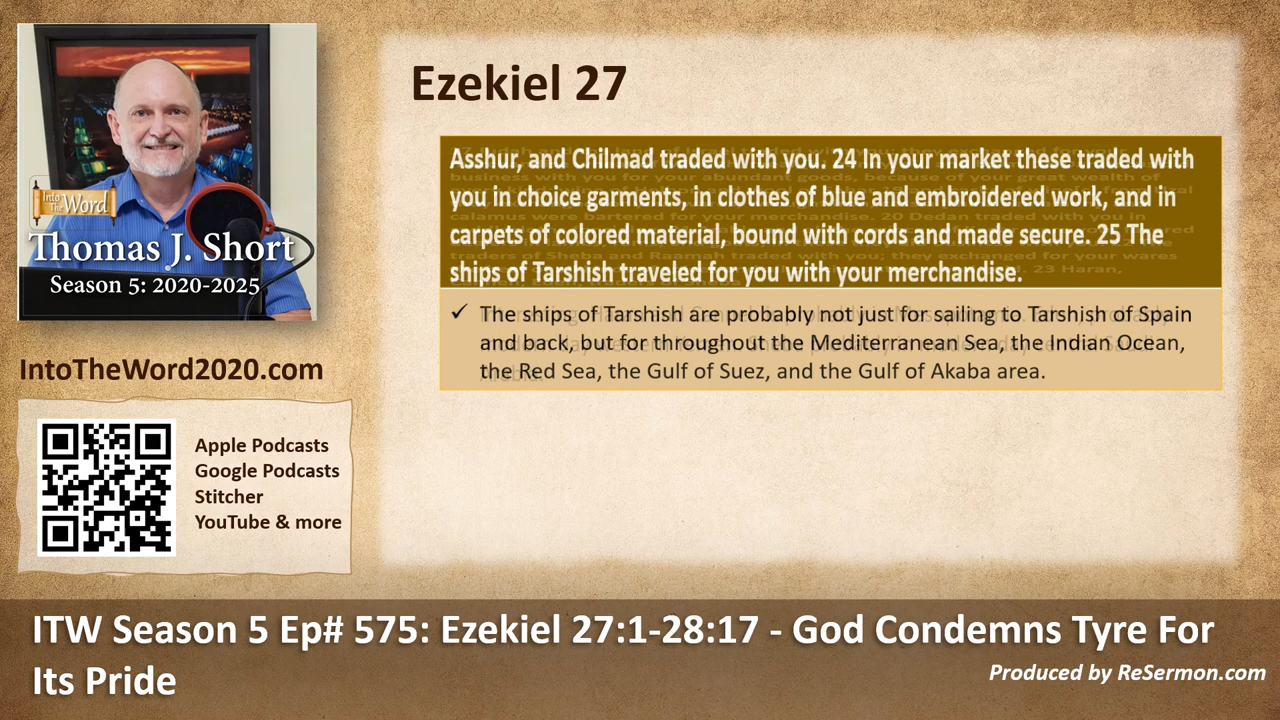 Into
The Word
Thomas J. Short
Season 5: 2020-2025
IntoTheWord2020.com
Apple Podcasts
Google Podcasts
Stitcher
YouTube & more
Ezekiel 27
Asshur, and Chilmad traded with you. 24 In your market these traded with
you in choice garments, in clothes of blue and embroidered work, and in
carpets of colored material, bound with cords and made secure. 25 The
ships of Tarshish traveled for you with your merchandise.
✓ The ships of Tarshish are probably not just for sailing to Tarshish of Spain
and back, but for throughout the Mediterranean Sea, the Indian Ocean,
the Red Sea, the Gulf of Suez, and the Gulf of Akaba area.
ITW Season 5 Ep# 575: Ezekiel 27:1-28:17 - God Condemns Tyre For
Its Pride
Produced by ReSermon.com